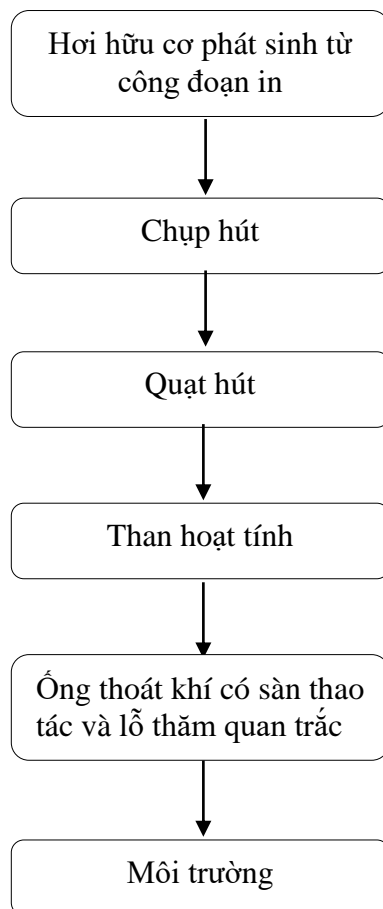 Hơi hữu cơ phát sinh từ
công đoạn in
Chụp hút
Quạt hút
Than hoạt tính
Ống thoát khí có sàn thao
tác và lỗ thăm quan trắc
Môi trường